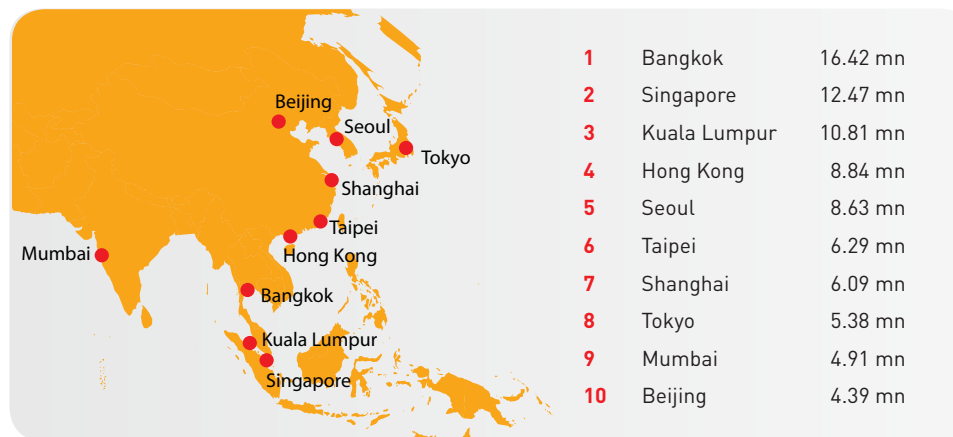 Beijing
Seoul
Tokyo
Shanghai
Taipei
Mumbai
Hong Kong
Bangkok
Kuala Lumpur
Singapore
1 Bangkok 16.42 mn
2 Singapore 12.47 mn
3 Kuala Lumpur 10.81 mn
4 Hong Kong 8.84 mn
5 Seoul 8.63 mn
6 Taipei 6.29 mn
7 Shanghai 6.09 mn
8 Tokyo 5.38 mn
9 Mumbai 4.91 mn
10 Beijing 4.39 mn